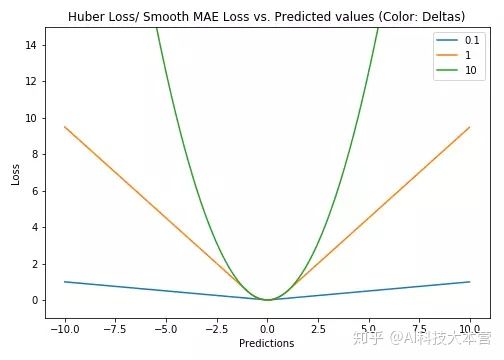 Huber Loss/ Smooth MAE Loss vs. Predicted values (Color: Deltas)
0.1
1
10
14
12
10
8
6
4
2
0
Loss
−10.0 −7.5 −5.0 −2.5 0.0 2.5 5.0 7.5 10.0
Predictions
知乎 @AI科技大本营